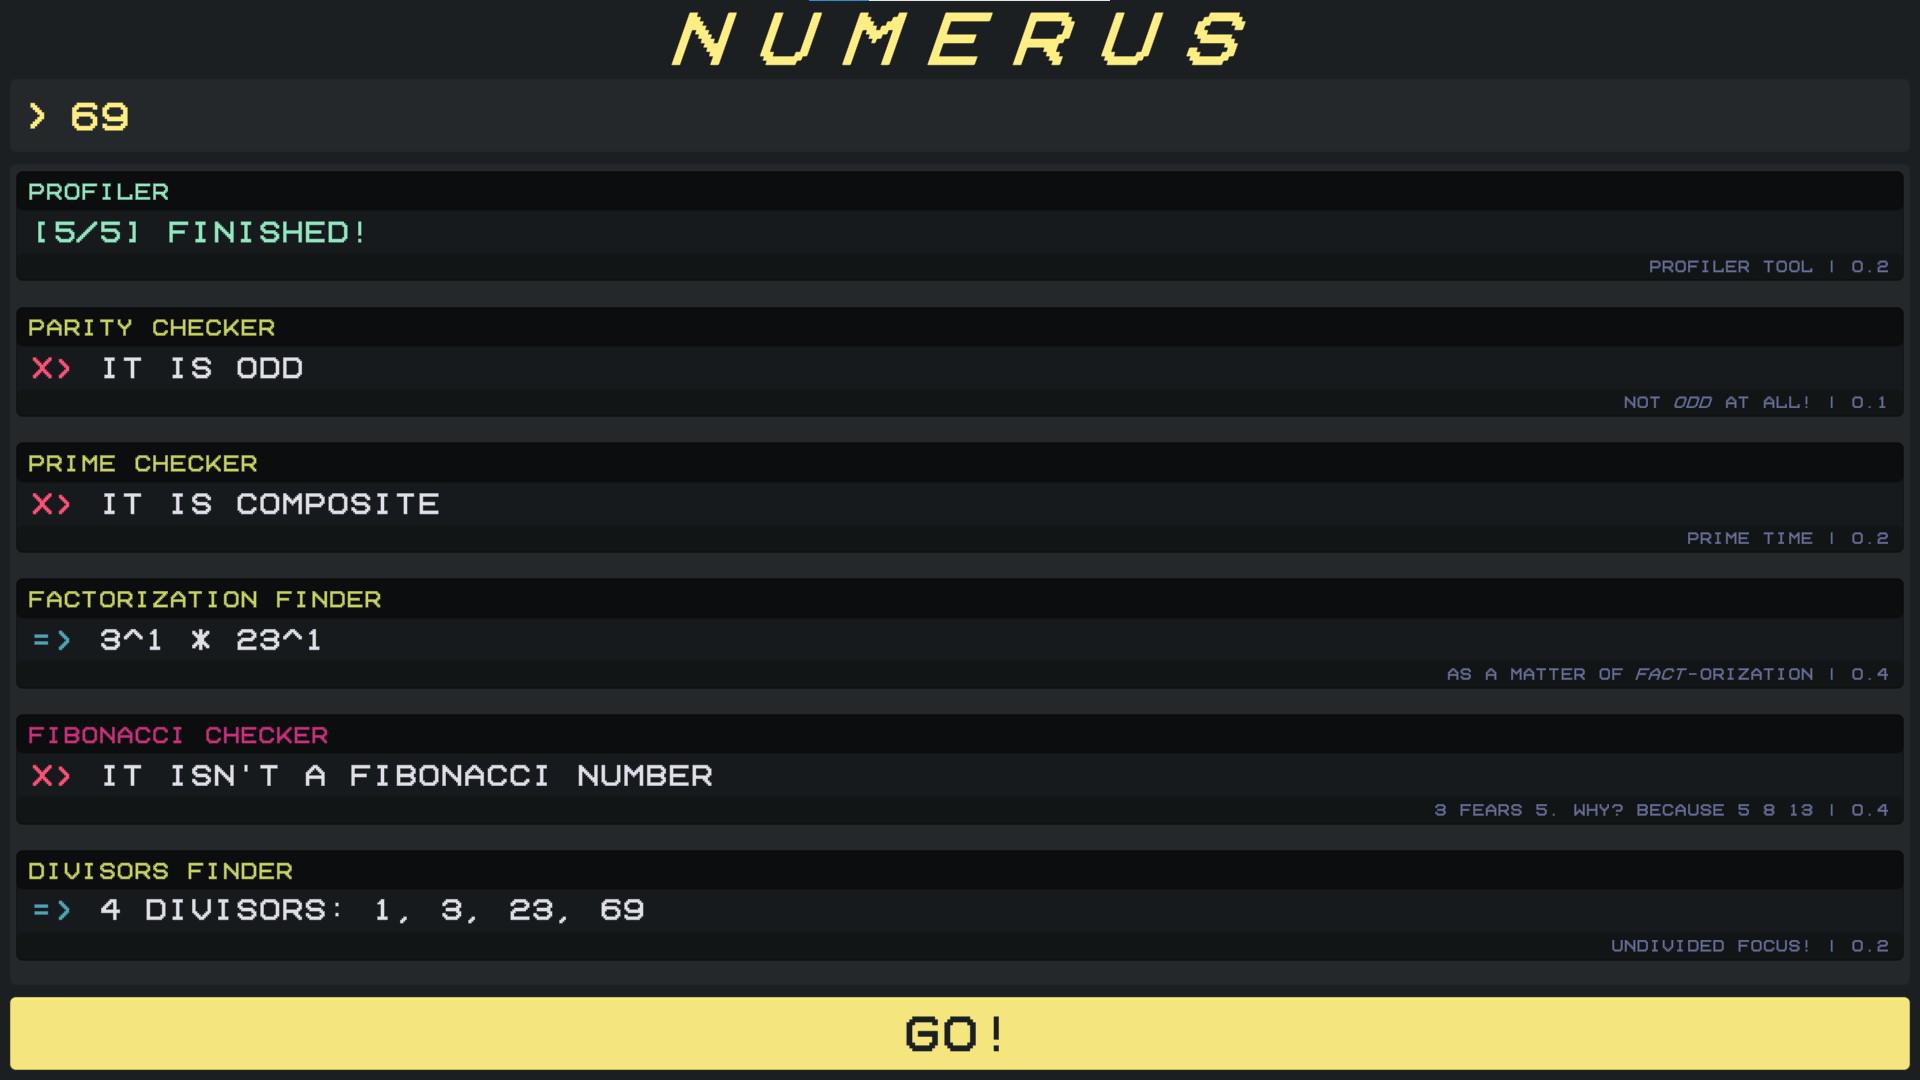 NUMERUS
> 69
PROFILER
[5/5] FINISHED!
PROFILER TOOL | 0.2
PARITY CHECKER
X> IT IS ODD
NOT ODD AT ALL! | 0.1
PRIME CHECKER
X> IT IS COMPOSITE
PRIME TIME | 0.2
FACTORIZATION FINDER
=> 3^1 * 23^1
AS A MATTER OF FACT-ORIZATION | 0.4
FIBONACCI CHECKER
X> IT ISN'T A FIBONACCI NUMBER
3 FEARS 5. WHY? BECAUSE 5 8 13 | 0.4
DIVISORS FINDER
=> 4 DIVISORS: 1, 3, 23, 69
UNDIVIDED FOCUS! | 0.2
GO!